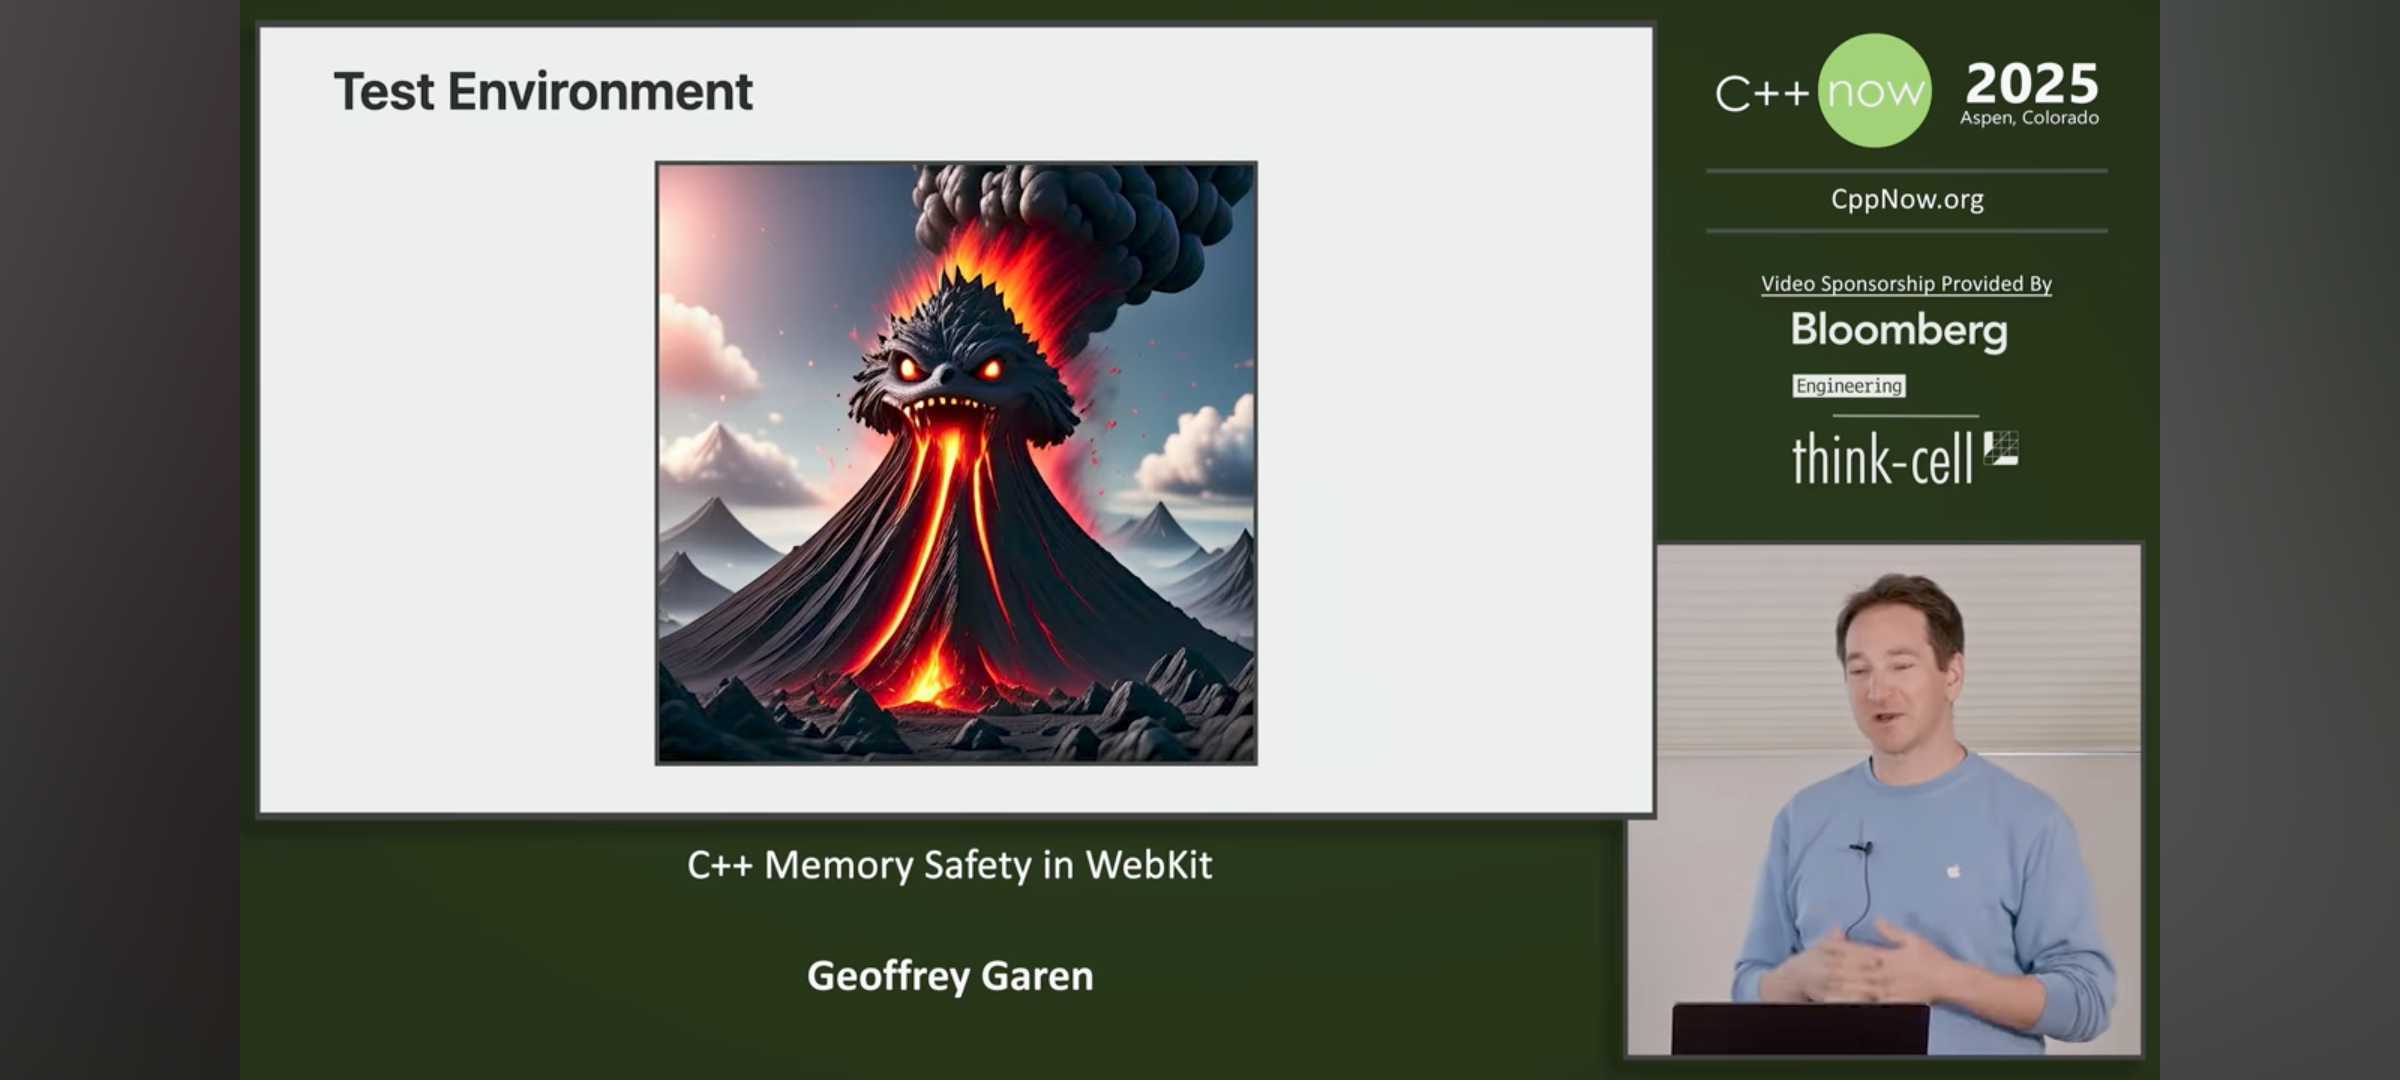 Test Environment
C++ now 2025
Aspen, Colorado
CppNow.org
Video Sponsorship Provided By
Bloomberg
Engineering
think-cell
C++ Memory Safety in WebKit
Geoffrey Garen